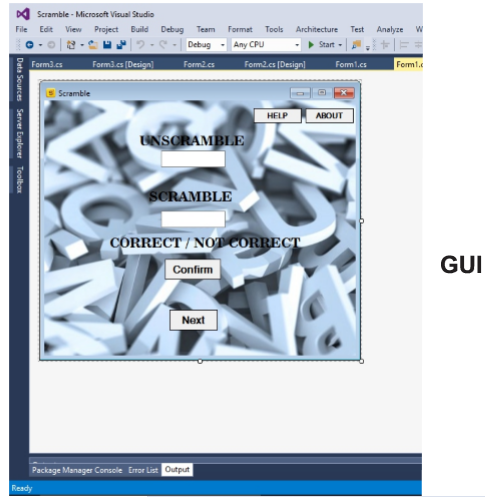 Scramble - Microsoft Visual Studio
File Edit View Project Build Debug Team Format Tools Architecture Test Analyze
Debug Any CPU Start
Form3.cs Form3.cs [Design] Form2.cs Form2.cs [Design] Form1.cs
Data Sources
Server Explorer
Toolbox
Scramble
HELP ABOUT
UNSCRAMBLE
SCRAMBLE
CORRECT / NOT CORRECT
Confirm
Next
GUI
Package Manager Console Error List Output
Ready